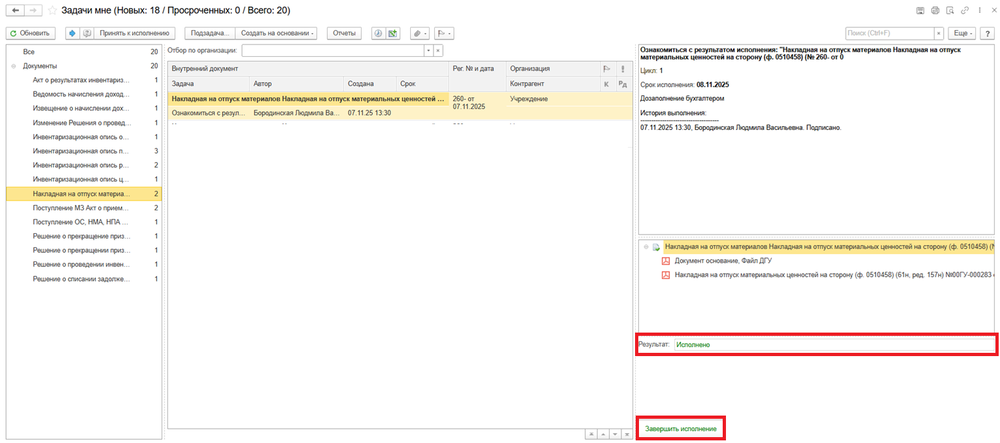 Задачи мне (Новых: 18 / Просроченных: 0 / Всего: 20)
Обновить
Принять к исполнению
Подзадача...
Создать на основании
Отчеты
Поиск (Ctrl+F)
×
Еще
?
Все 20
Документы 20
Акт о результатах инвентариз... 1
Ведомость начисления доход... 1
Извещение о начислении дох... 1
Изменение Решения о провед... 1
Инвентаризационная опись о... 1
Инвентаризационная опись п... 3
Инвентаризационная опись р... 2
Инвентаризационная опись ц... 1
Накладная на отпуск материа... 2
Поступление МЗ Акт о прием... 2
Поступление ОС, НМА, НПА ... 1
Решение о прекращение приз... 1
Решение о прекращении приз... 1
Решение о проведении инвен... 1
Решение о списании задолже... 1
Отбор по организации:
Внутренний документ
Рег. № и дата
Организация
Задача
Автор
Создана
Срок
Контрагент
К
Рд
Накладная на отпуск материалов Накладная на отпуск материальных ценностей ...
260- от
07.11.2025
Учреждение
Ознакомиться с резул...
Бородинская Людмила Ва...
07.11.25 13:30
Ознакомиться с результатом исполнения: "Накладная на отпуск материалов Накладная на отпуск
материальных ценностей на сторону (ф. 0510458) (№ 260- от 0
Цикл: 1
Срок исполнения: 08.11.2025
Дозаполнение бухгалтером
История выполнения:
------------------------------------
07.11.2025 13:30, Бородинская Людмила Васильевна. Подписано.
Накладная на отпуск материалов Накладная на отпуск материальных ценностей на сторону (ф. 0510458) (№
Документ основание, Файл ДГУ
Накладная на отпуск материальных ценностей на сторону (ф. 0510458) (61н, ред. 157н) №00ГУ-000283
Результат:
Исполнено
Завершить исполнение